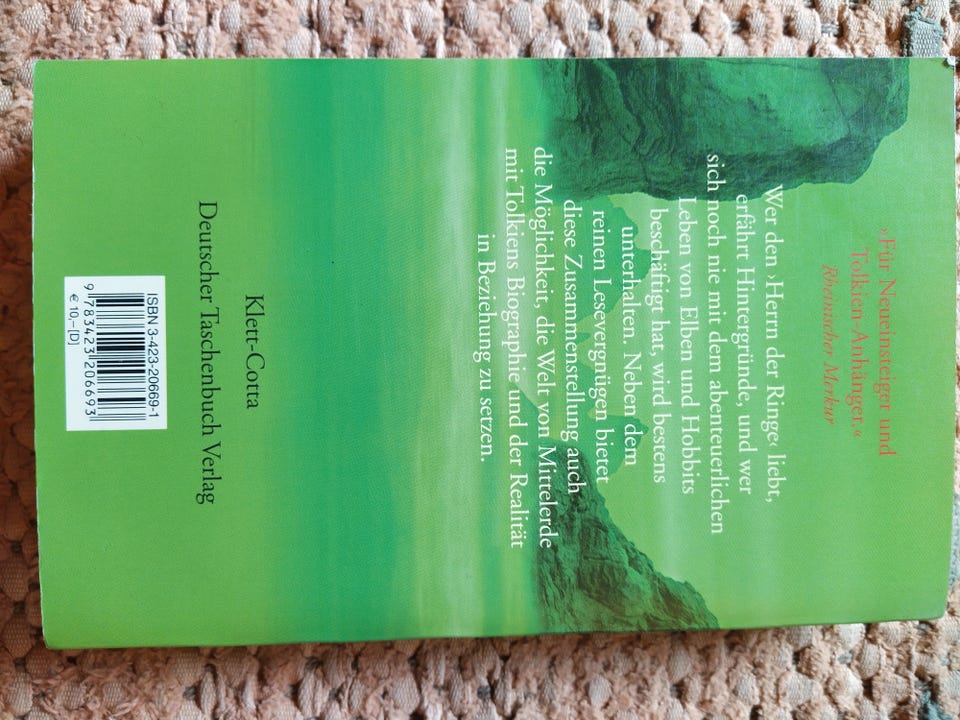 »Für Neueinsteiger und
Tolkien-Anhänger.«
Rheinischer Merkur
Wer den ›Herrn der Ringe‹ liebt,
erfährt Hintergründe, und wer
sich noch nie mit dem abenteuerlichen
Leben von Elben und Hobbits
beschäftigt hat, wird bestens
unterhalten. Neben dem
reinen Lesevergnügen bietet
diese Zusammenstellung auch
die Möglichkeit, die Welt von Mittelerde
mit Tolkiens Biographie und der Realität
in Beziehung zu setzen.
Klett-Cotta
Deutscher Taschenbuch Verlag
ISBN 3-423-20669-1
9 783423 206693
€ 10,– [D]